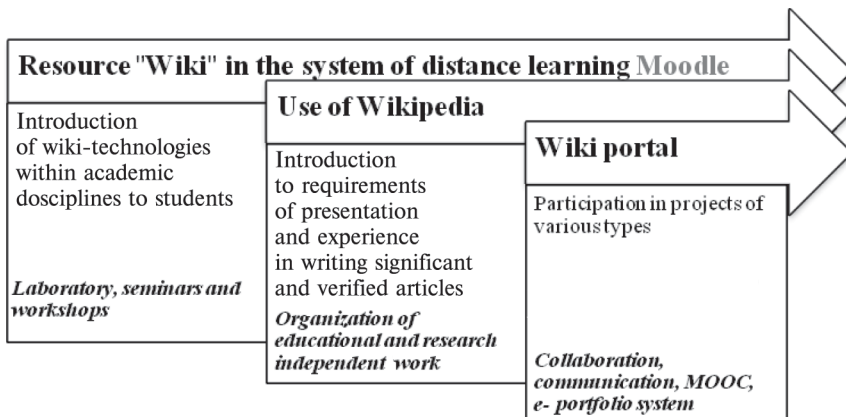 Resource "Wiki" in the system of distance learning Moodle
Introduction
of wiki-technologies
within academic
dosciplines to students
Laboratory, seminars and
workshops
Use of Wikipedia
Introduction
to requirements
of presentation
and experience
in writing significant
and verified articles
Organization of
educational and research
independent work
Wiki portal
Participation in projects of
various types
Collaboration,
communication, MOOC,
e- portfolio system